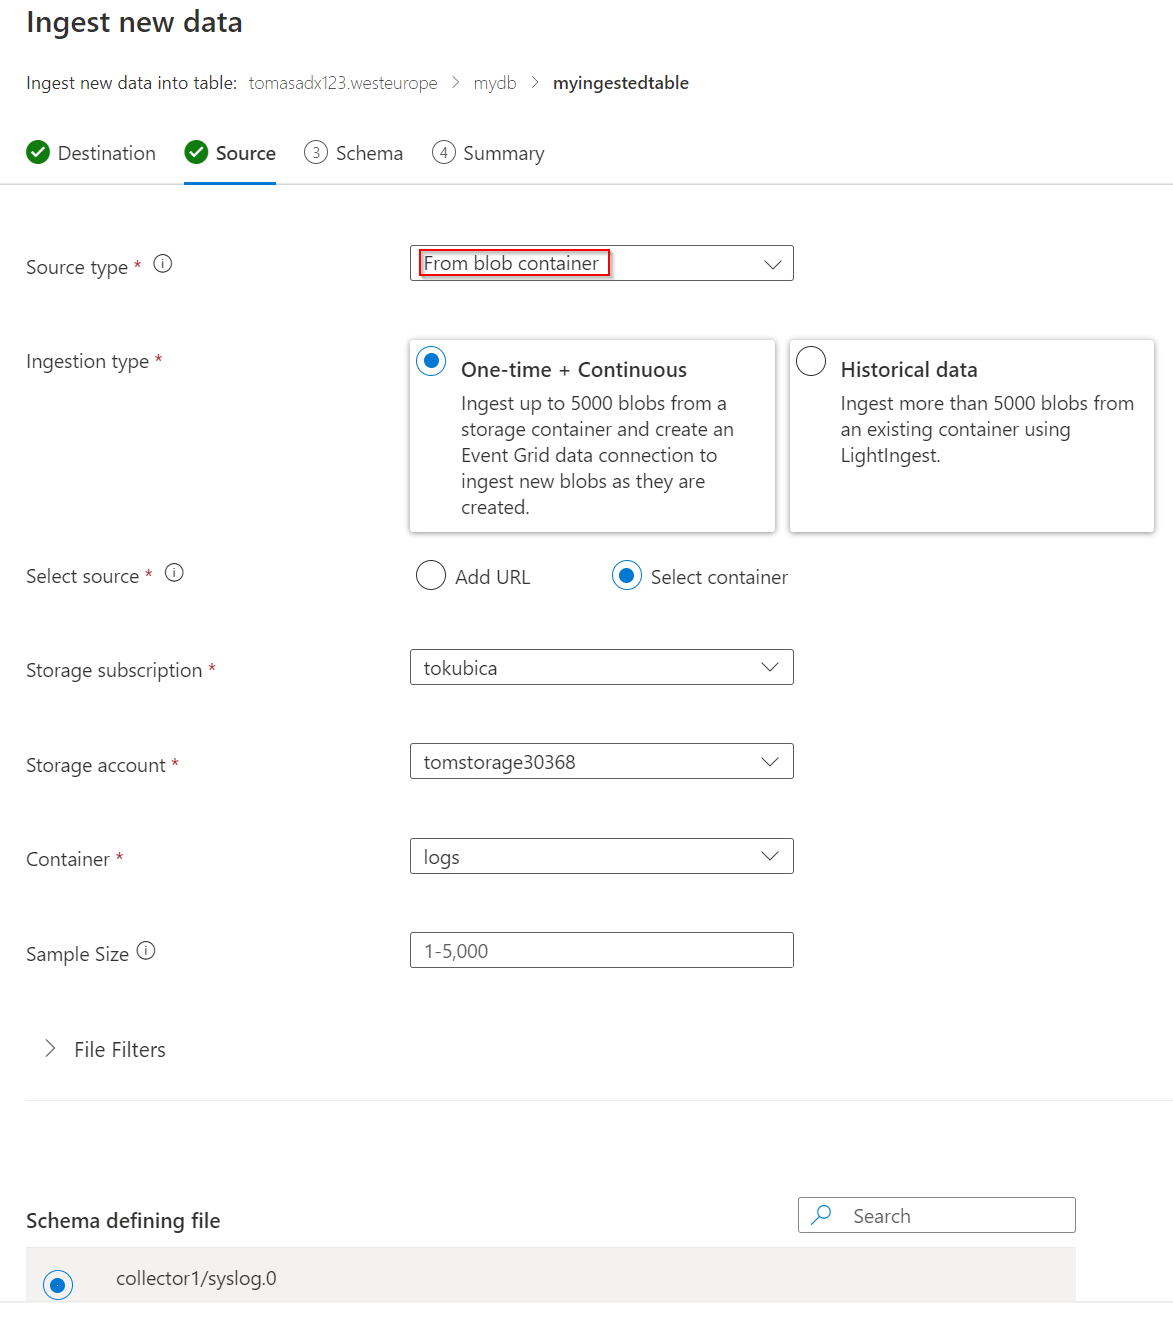 Ingest new data
Ingest new data into table: tomasadx123.westeurope > mydb > myingestedtable
Destination Source 3 Schema 4 Summary
Source type * From blob container
Ingestion type *
One-time + Continuous
Ingest up to 5000 blobs from a
storage container and create an
Event Grid data connection to
ingest new blobs as they are
created.
Historical data
Ingest more than 5000 blobs from
an existing container using
LightIngest.
Select source * Add URL Select container
Storage subscription * tokubica
Storage account * tomstorage30368
Container * logs
Sample Size 1-5,000
File Filters
Schema defining file Search
collector1/syslog.0